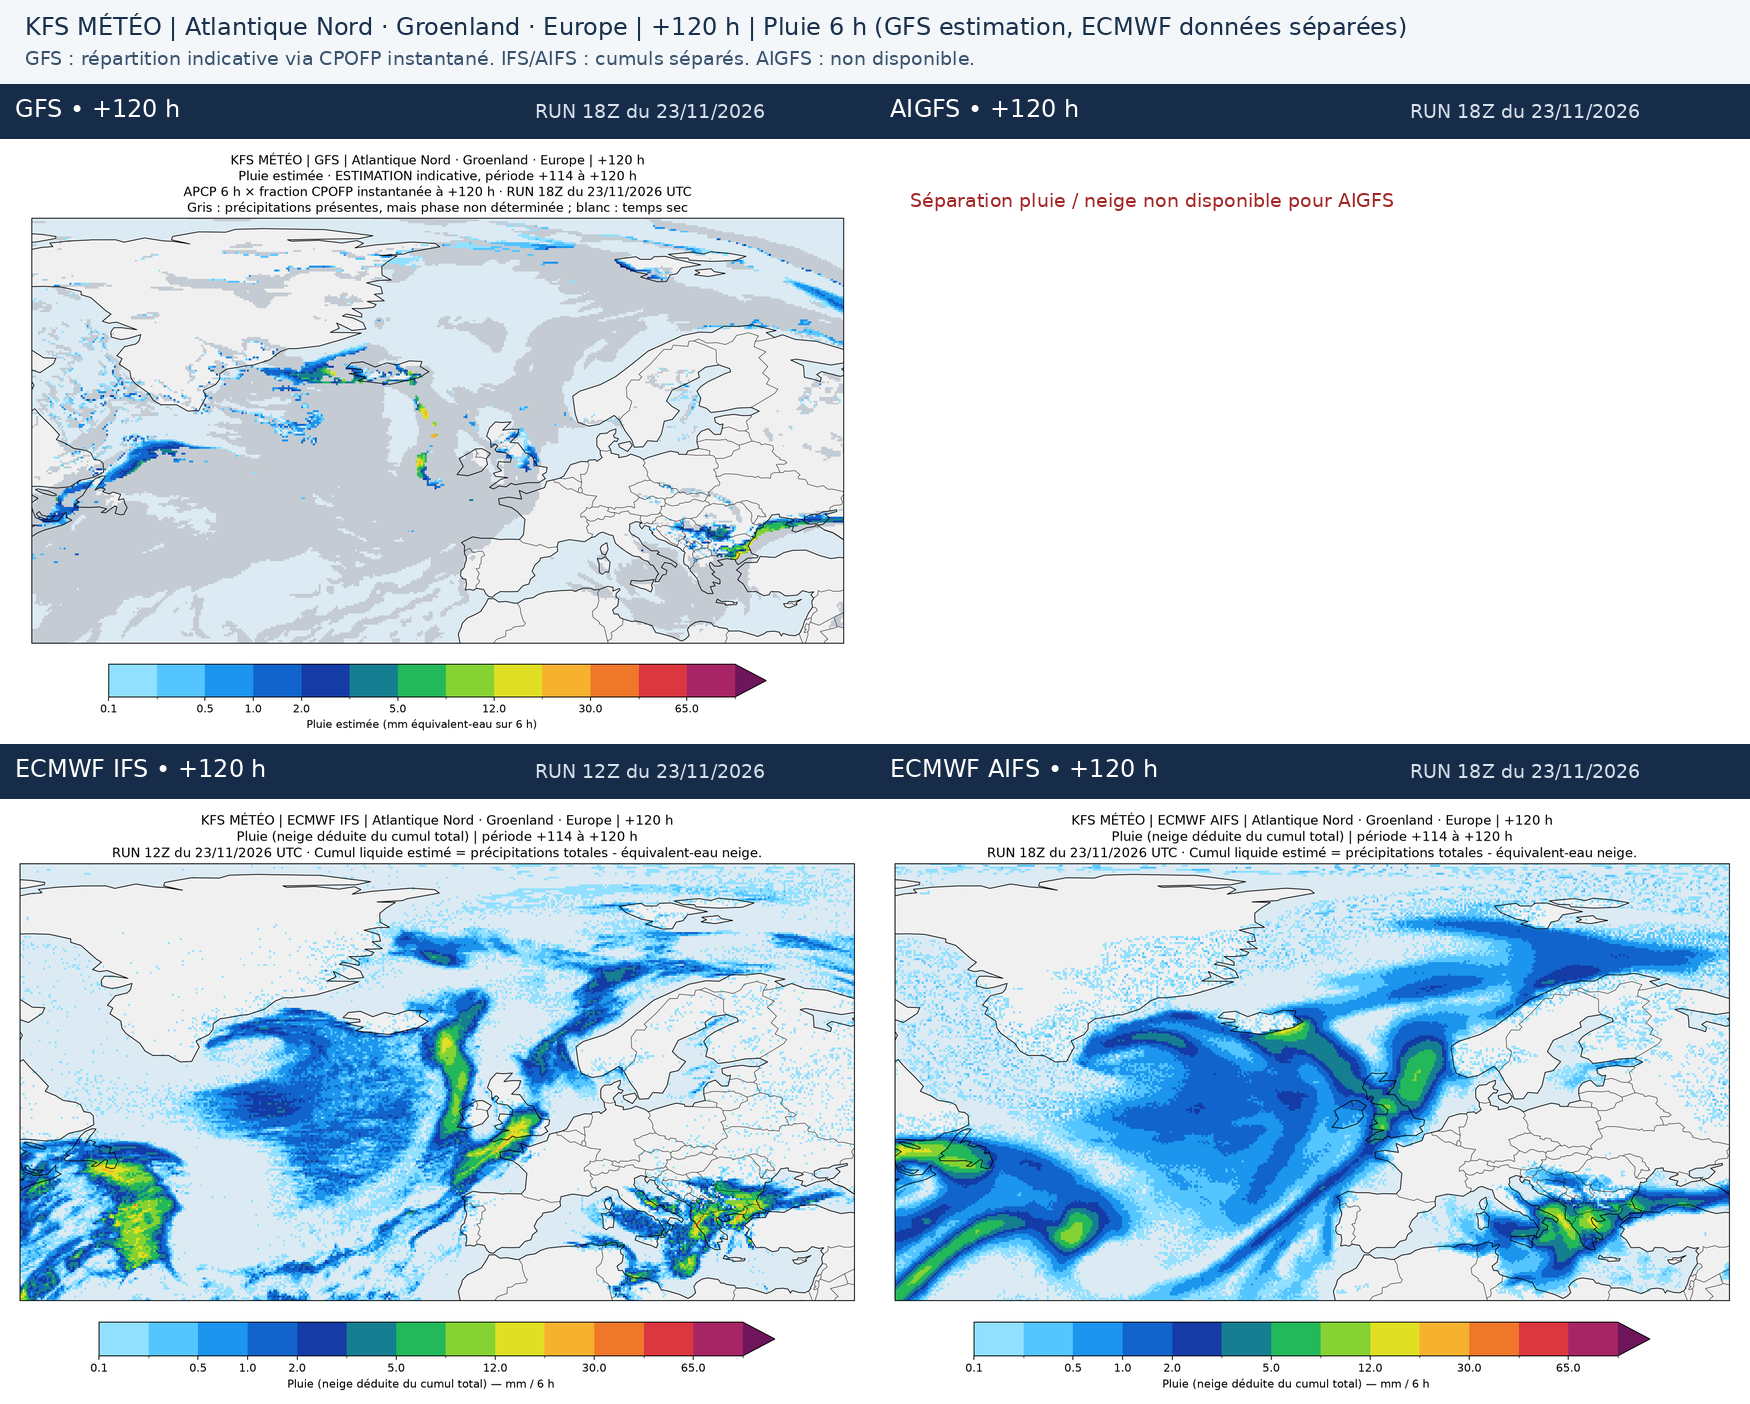 KFS MÉTÉO | Atlantique Nord · Groenland · Europe | +120 h | Pluie 6 h (GFS estimation, ECMWF données séparées)
GFS : répartition indicative via CPOFP instantané. IFS/AIFS : cumuls séparés. AIGFS : non disponible.
GFS • +120 h
RUN 18Z du 23/11/2026
AIGFS • +120 h
RUN 18Z du 23/11/2026
KFS MÉTÉO | GFS | Atlantique Nord · Groenland · Europe | +120 h
Pluie estimée · ESTIMATION indicative, période +114 à +120 h
APCP 6 h × fraction CPOFP instantanée à +120 h · RUN 18Z du 23/11/2026 UTC
Gris : précipitations présentes, mais phase non déterminée ; blanc : temps sec
Séparation pluie / neige non disponible pour AIGFS
0.1 0.5 1.0 2.0 5.0 12.0 30.0 65.0
Pluie estimée (mm équivalent-eau sur 6 h)
ECMWF IFS • +120 h
RUN 12Z du 23/11/2026
ECMWF AIFS • +120 h
RUN 18Z du 23/11/2026
KFS MÉTÉO | ECMWF IFS | Atlantique Nord · Groenland · Europe | +120 h
Pluie (neige déduite du cumul total) | période +114 à +120 h
RUN 12Z du 23/11/2026 UTC · Cumul liquide estimé = précipitations totales - équivalent-eau neige.
0.1 0.5 1.0 2.0 5.0 12.0 30.0 65.0
Pluie (neige déduite du cumul total) — mm / 6 h
KFS MÉTÉO | ECMWF AIFS | Atlantique Nord · Groenland · Europe | +120 h
Pluie (neige déduite du cumul total) | période +114 à +120 h
RUN 18Z du 23/11/2026 UTC · Cumul liquide estimé = précipitations totales - équivalent-eau neige.
0.1 0.5 1.0 2.0 5.0 12.0 30.0 65.0
Pluie (neige déduite du cumul total) — mm / 6 h